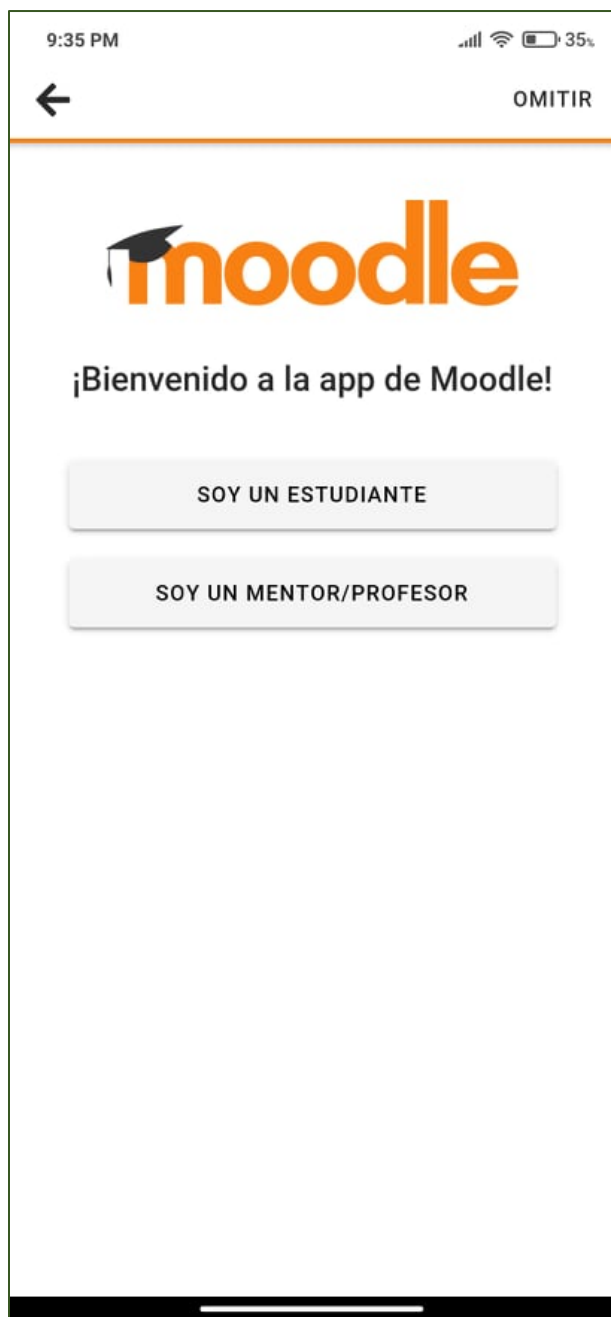 9:35 PM
35%
OMITIR
moodle
¡Bienvenido a la app de Moodle!
SOY UN ESTUDIANTE
SOY UN MENTOR/PROFESOR